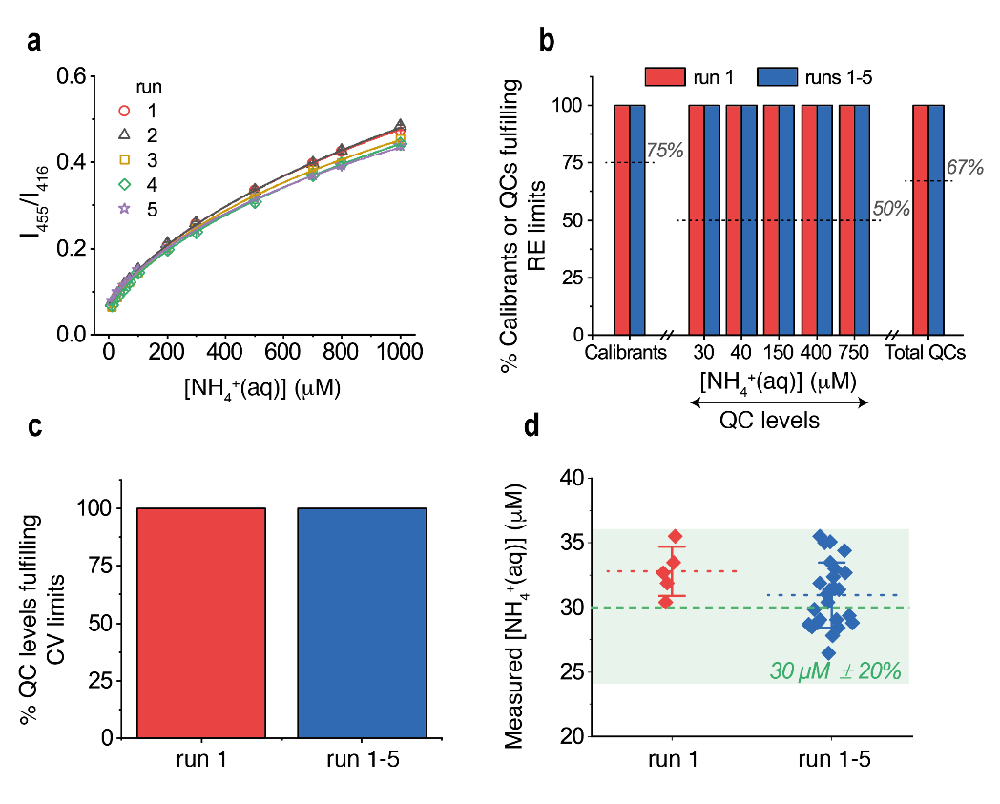 a
0.6
0.4
0.2
0.0
I455/I416
run
1
2
3
4
5
0 200 400 600 800 1000
[NH4+(aq)] (μM)
b
run 1 runs 1-5
% Calibrants or QCs fulfilling
RE limits
100
75
50
25
0
75%
50%
67%
Calibrants 30 40 150 400 750 Total QCs
[NH4+(aq)] (μM)
QC levels
c
% QC levels fulfilling
CV limits
100
75
50
25
0
run 1 run 1-5
d
Measured [NH4+(aq)] (μM)
40
35
30
25
20
30 μM ± 20%
run 1 run 1-5